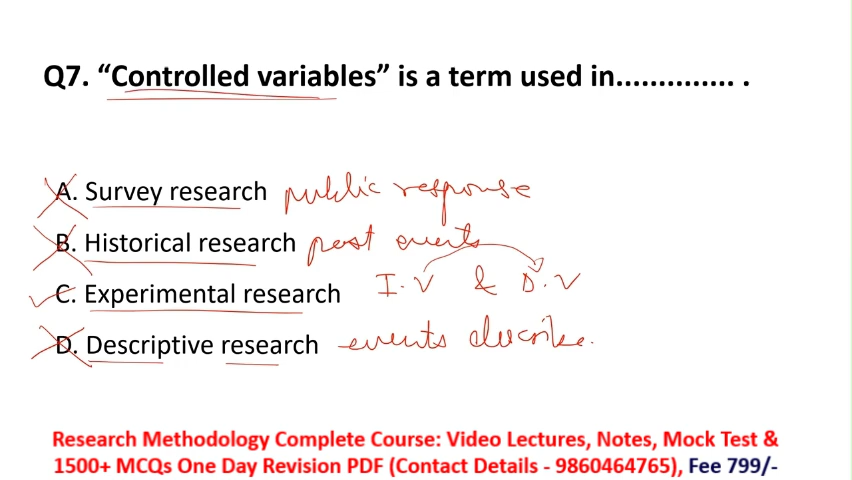 Q7. “Controlled variables” is a term used in.............. .
A. Survey research public response
B. Historical research past events
C. Experimental research I.V & D.V
D. Descriptive research events describe.
Research Methodology Complete Course: Video Lectures, Notes, Mock Test &
1500+ MCQs One Day Revision PDF (Contact Details - 9860464765), Fee 799/-